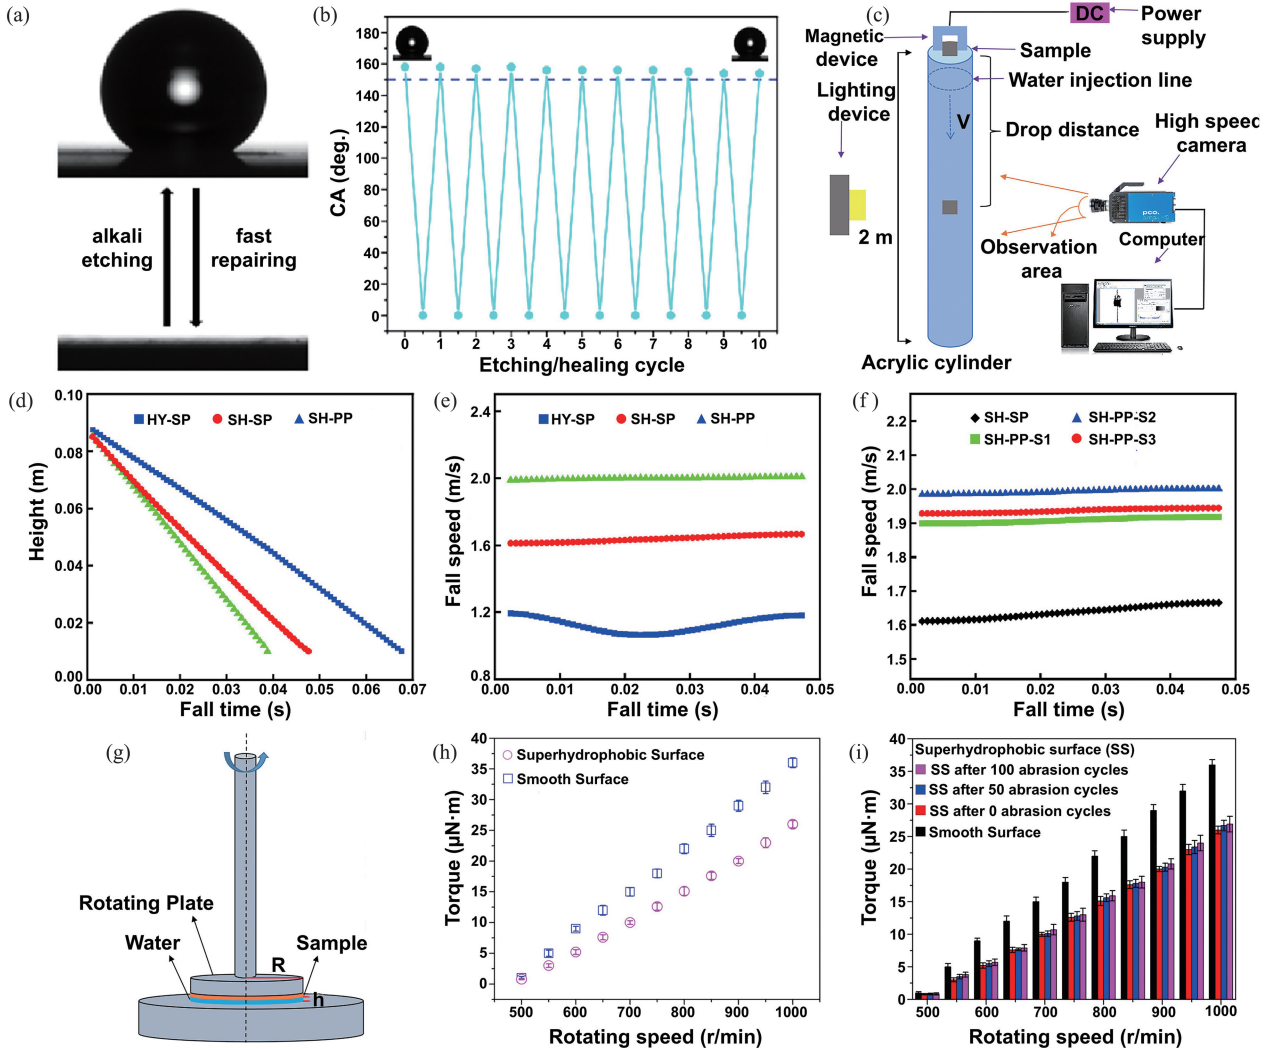 (a)
alkali
etching
fast
repairing
(b)
CA (deg.)
180
160
140
120
100
80
60
40
20
0
0 1 2 3 4 5 6 7 8 9 10
Etching/healing cycle
(c)
DC
Power
supply
Magnetic
device
Sample
Water injection line
Lighting
device
V
Drop distance
High speed
camera
pco.
2 m
Observation
area
Computer
Acrylic cylinder
(d)
HY-SP SH-SP SH-PP
Height (m)
0.10
0.08
0.06
0.04
0.02
0.00
0.00 0.01 0.02 0.03 0.04 0.05 0.06 0.07
Fall time (s)
(e)
HY-SP SH-SP SH-PP
Fall speed (m/s)
2.4
2.0
1.6
1.2
0.8
0.00 0.01 0.02 0.03 0.04 0.05
Fall time (s)
(f)
SH-SP SH-PP-S2
SH-PP-S1 SH-PP-S3
Fall speed (m/s)
2.2
2.1
2.0
1.9
1.8
1.7
1.6
1.5
0.00 0.01 0.02 0.03 0.04 0.05
Fall time (s)
(g)
Rotating Plate
Water
Sample
R
h
(h)
Superhydrophobic Surface
Smooth Surface
Torque (μN·m)
40
35
30
25
20
15
10
5
0
500 600 700 800 900 1000
Rotating speed (r/min)
(i)
Superhydrophobic surface (SS)
SS after 100 abrasion cycles
SS after 50 abrasion cycles
SS after 0 abrasion cycles
Smooth Surface
Torque (μN·m)
40
35
30
25
20
15
10
5
0
500 600 700 800 900 1000
Rotating speed (r/min)